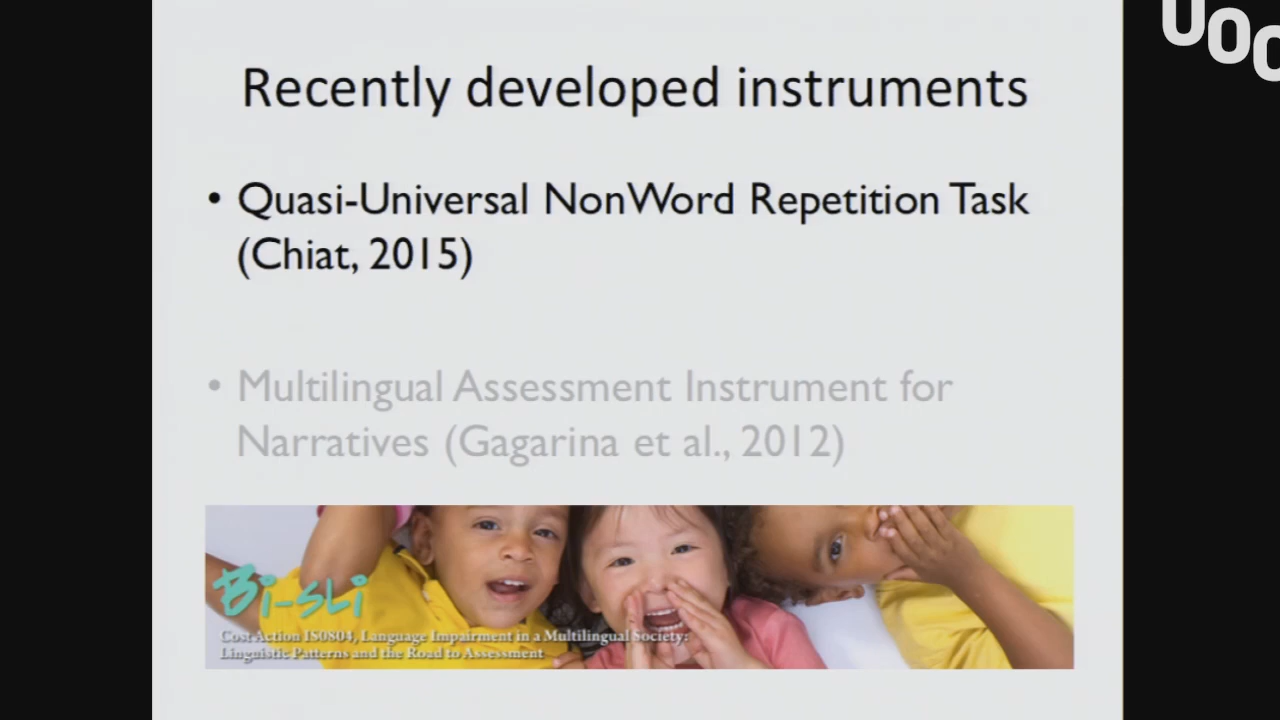 UOC
Recently developed instruments
• Quasi-Universal NonWord Repetition Task
(Chiat, 2015)
• Multilingual Assessment Instrument for
Narratives (Gagarina et al., 2012)
Bi-SLI
Cost Action IS0804, Language Impairment in a Multilingual Society:
Linguistic Patterns and the Road to Assessment